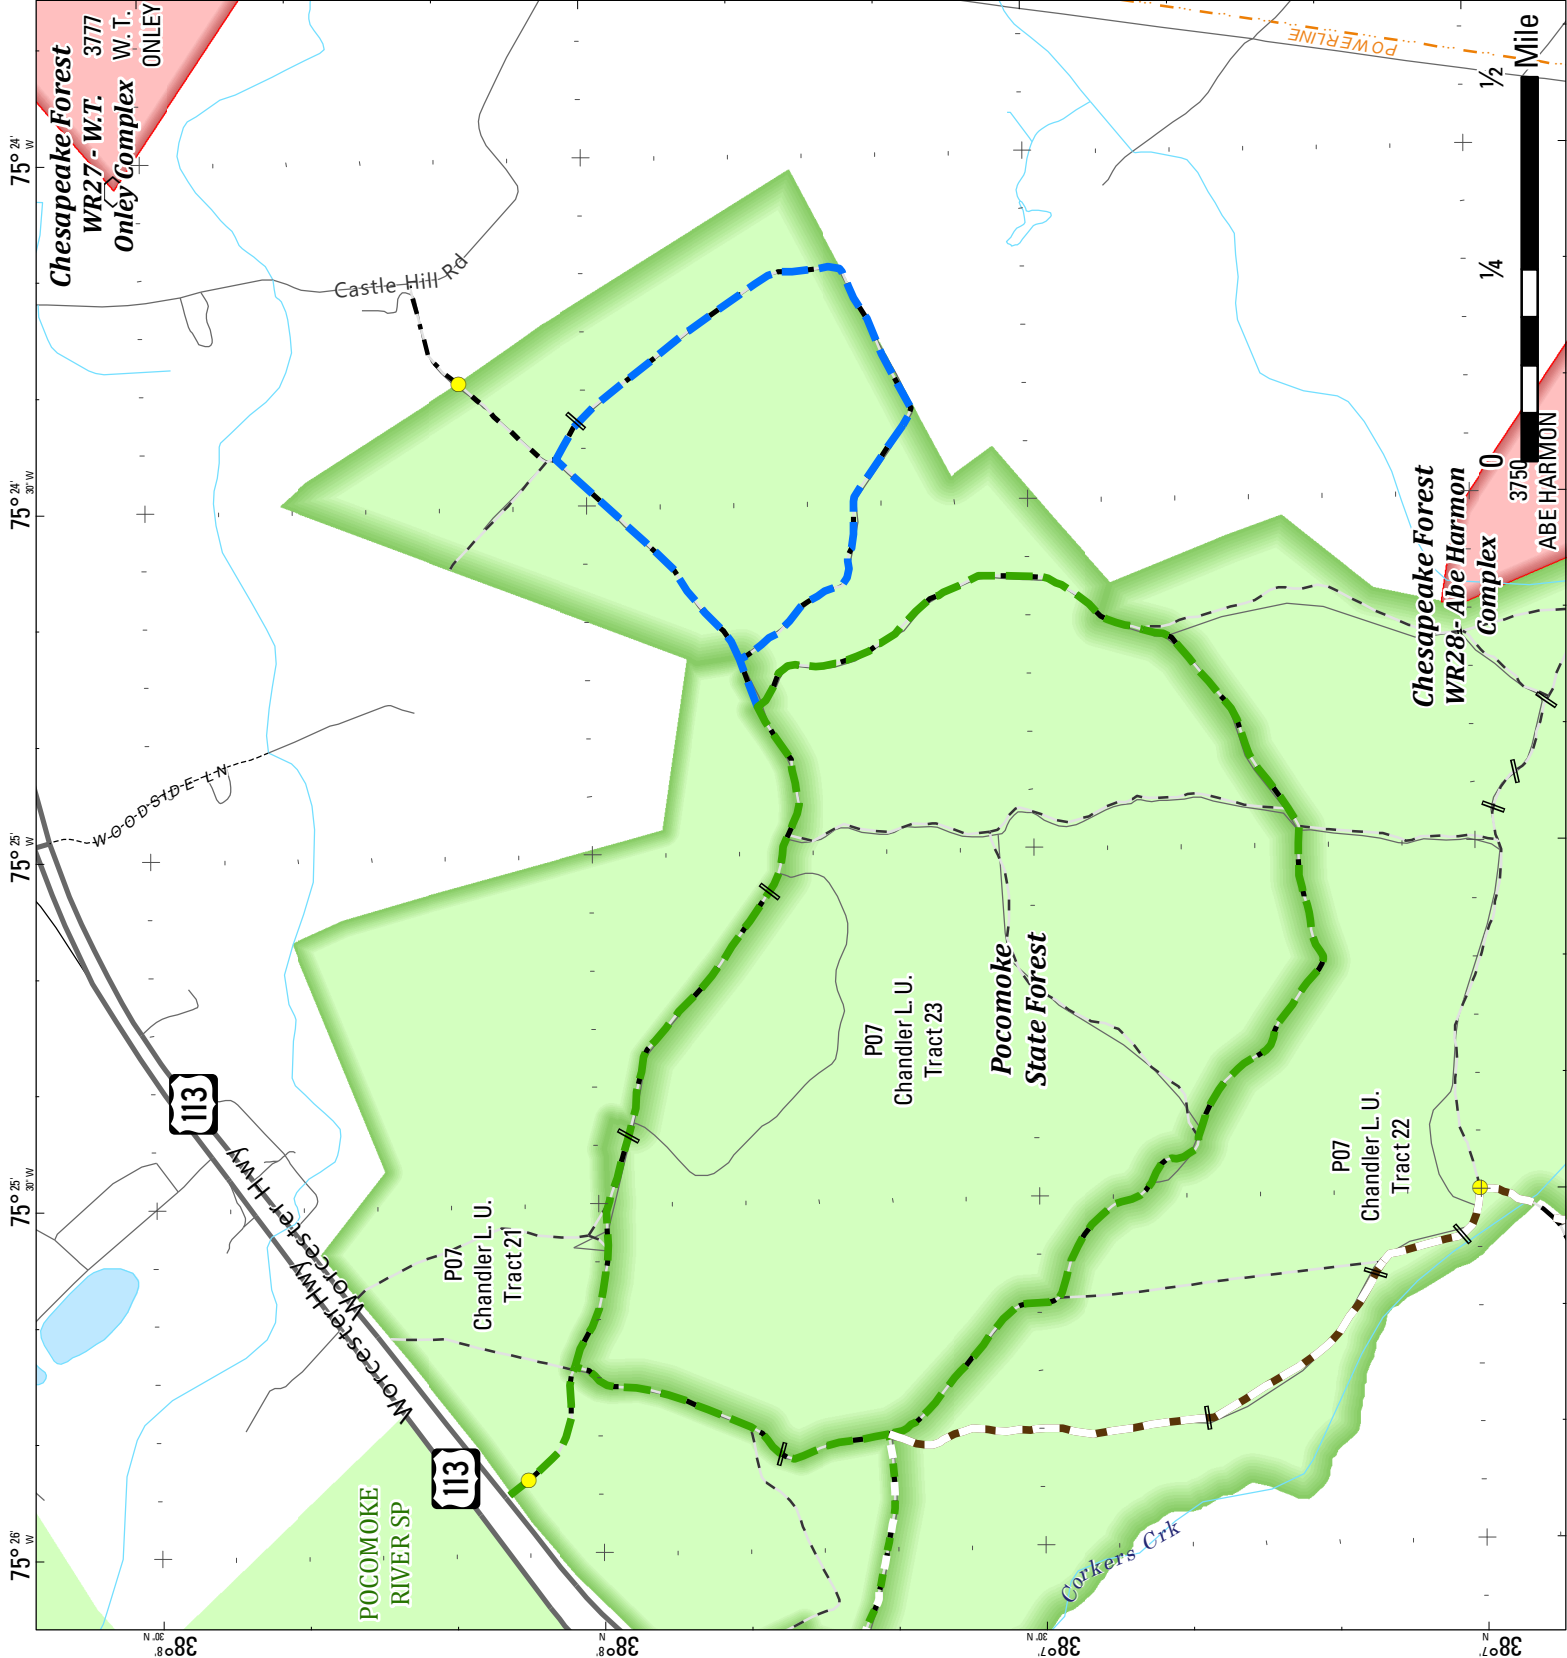 Chesapeake Forest
WR27 - W.T.
Onley Complex
3777
W.T.
ONLEY
75° 24' W
75° 24' 30" W
75° 25' W
75° 25' 30" W
75° 26' W
POWERLINE
½ Mile
¼
0
Castle Hill Rd
WOODSIDE LN
113
Worcester Hwy
Worcester Hwy
113
POCOMOKE
RIVER SP
P07
Chandler L. U.
Tract 21
P07
Chandler L. U.
Tract 23
Pocomoke
State Forest
P07
Chandler L. U.
Tract 22
Chesapeake Forest
WR28 - Abe Harmon
Complex
3750
ABE HARMON
Corkers Crk
38° 8' 30" N
38° 8' N
38° 7' 30" N
38° 7' N